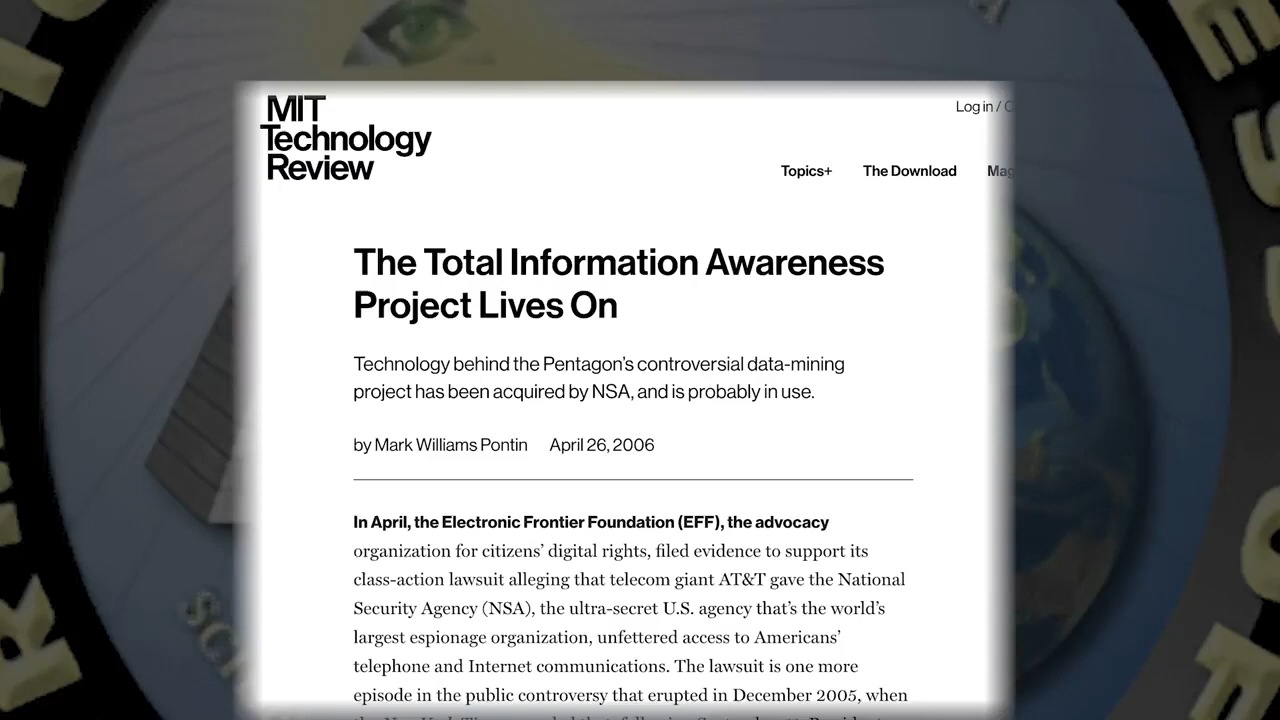 MIT
Technology
Review
Log in /
Topics+ The Download Mag
The Total Information Awareness
Project Lives On
Technology behind the Pentagon's controversial data-mining
project has been acquired by NSA, and is probably in use.
by Mark Williams Pontin April 26, 2006
In April, the Electronic Frontier Foundation (EFF), the advocacy
organization for citizens' digital rights, filed evidence to support its
class-action lawsuit alleging that telecom giant AT&T gave the National
Security Agency (NSA), the ultra-secret U.S. agency that's the world's
largest espionage organization, unfettered access to Americans'
telephone and Internet communications. The lawsuit is one more
episode in the public controversy that erupted in December 2005, when